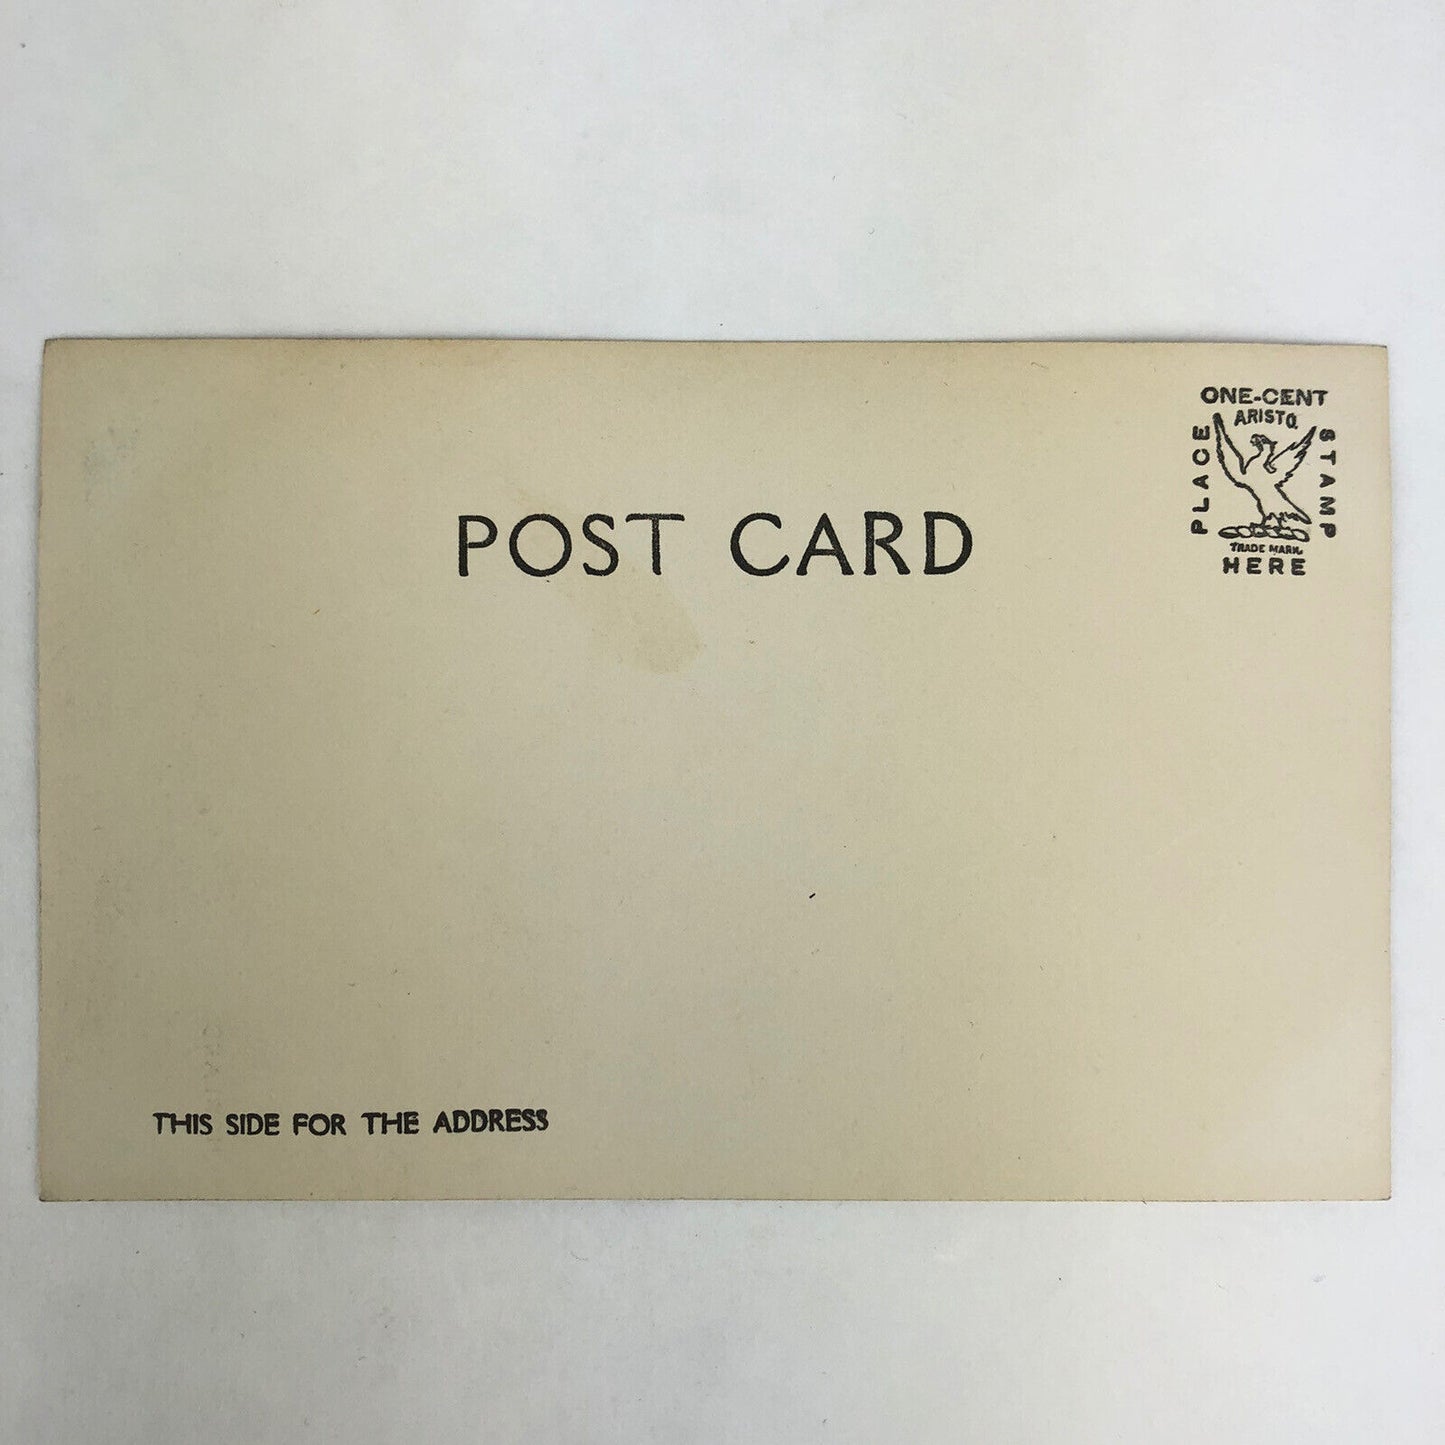 ONE-CENT
ARISTO.
PLACE
STAMP
TRADE MARK.
HERE
POST CARD
THIS SIDE FOR THE ADDRESS